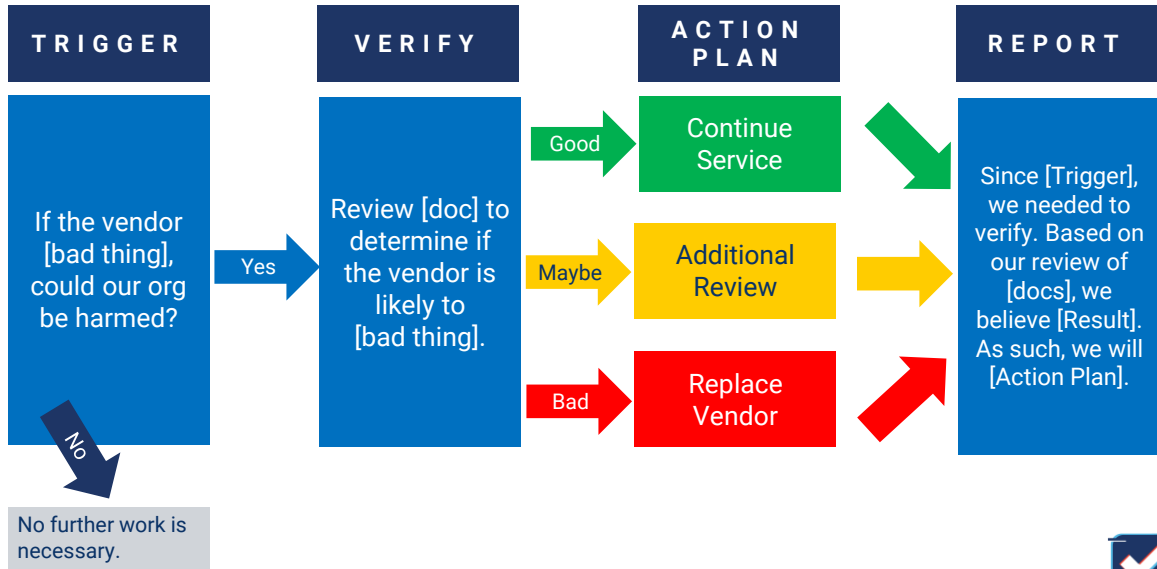 TRIGGER
VERIFY
ACTION
PLAN
REPORT
If the vendor
[bad thing],
could our org
be harmed?
Yes
No
No further work is
necessary.
Review [doc] to
determine if
the vendor is
likely to
[bad thing].
Good
Continue
Service
Maybe
Additional
Review
Bad
Replace
Vendor
Since [Trigger],
we needed to
verify. Based on
our review of
[docs], we
believe [Result].
As such, we will
[Action Plan].